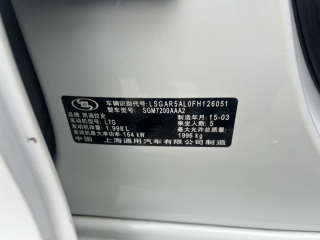 车辆识别代号: LSGAR5AL0FH126051
整车型号: SGM7200AAA2
品牌: 凯迪拉克
制造年月: 15-03
发动机型号: LTG
乘坐人数: 5
发动机排量: 1.998L
最大允许总质量
发动机最大净功率 164 kW
1996 kg
中国 上海通用汽车有限公司制造